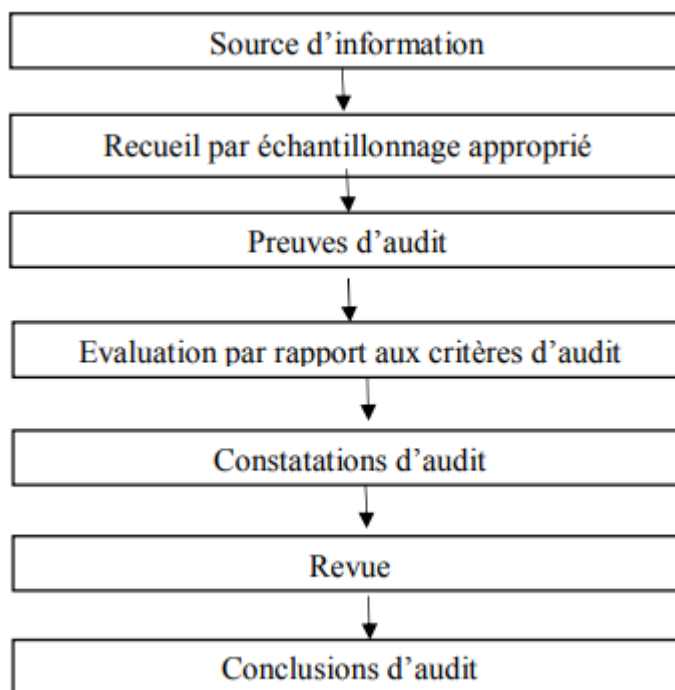 Source d’information
Recueil par échantillonnage approprié
Preuves d’audit
Evaluation par rapport aux critères d’audit
Constatations d’audit
Revue
Conclusions d’audit